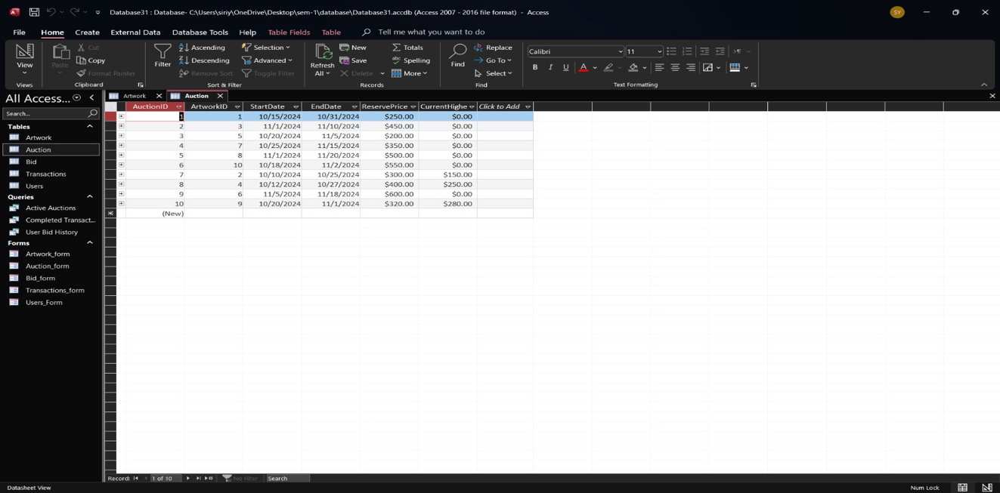 Database31 : Database- C:\Users\siriy\OneDrive\Desktop\sem-1\database\Database31.accdb (Access 2007 - 2016 file format) - Access
SY
File Home Create External Data Database Tools Help Table Fields Table Tell me what you want to do
View
Views
Paste
Cut
Copy
Format Painter
Clipboard
Filter
Ascending
Descending
Remove Sort
Selection
Advanced
Toggle Filter
Sort & Filter
Refresh
All
New
Save
Delete
Totals
Spelling
More
Records
Find
Replace
Go To
Select
Find
Calibri 11
B I U A
Text Formatting
All Access...
Search...
Tables
Artwork
Auction
Bid
Transactions
Users
Queries
Active Auctions
Completed Transact...
User Bid History
Forms
Artwork_form
Auction_form
Bid_form
Transactions_form
Users_Form
Artwork Auction
AuctionID ArtworkID StartDate EndDate ReservePrice CurrentHighe Click to Add
1 1 10/15/2024 10/31/2024 $250.00 $0.00
2 3 11/1/2024 11/10/2024 $450.00 $0.00
3 5 10/20/2024 11/5/2024 $200.00 $0.00
4 7 10/25/2024 11/15/2024 $350.00 $0.00
5 8 11/1/2024 11/20/2024 $500.00 $0.00
6 10 10/18/2024 11/2/2024 $550.00 $0.00
7 2 10/10/2024 10/25/2024 $300.00 $150.00
8 4 10/12/2024 10/27/2024 $400.00 $250.00
9 6 11/5/2024 11/18/2024 $600.00 $0.00
10 9 10/20/2024 11/1/2024 $320.00 $280.00
(New)
Record: 1 of 10 No Filter Search
Datasheet View Num Lock